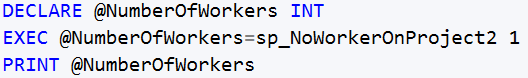 DECLARE @NumberOfWorkers INT
EXEC @NumberOfWorkers=sp_NoWorkerOnProject2 1
PRINT @NumberOfWorkers